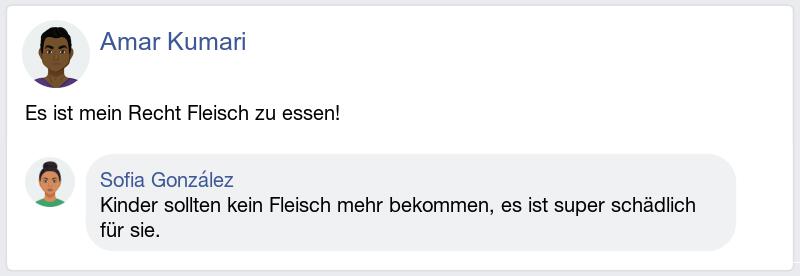 Amar Kumari
Es ist mein Recht Fleisch zu essen!
Sofia González
Kinder sollten kein Fleisch mehr bekommen, es ist super schädlich
für sie.